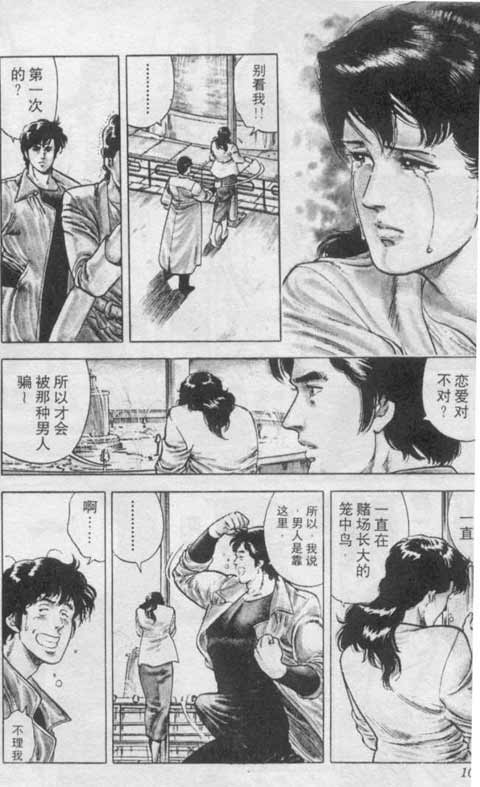 别看我!!
………
第一次
的?
恋爱对
不对?
所以才会
被那种男人
骗~
一直
一直在
赌场长大的
笼中鸟.
所以,我说
,男人是靠
这里.
………
啊……
不理我